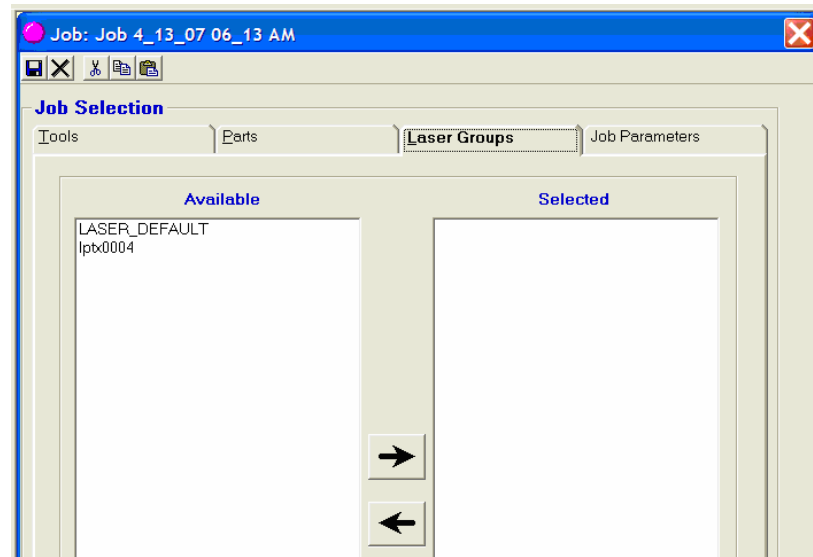 Job: Job 4_13_07 06_13 AM
Job Selection
Tools Parts Laser Groups Job Parameters
Available Selected
LASER_DEFAULT
lptx0004